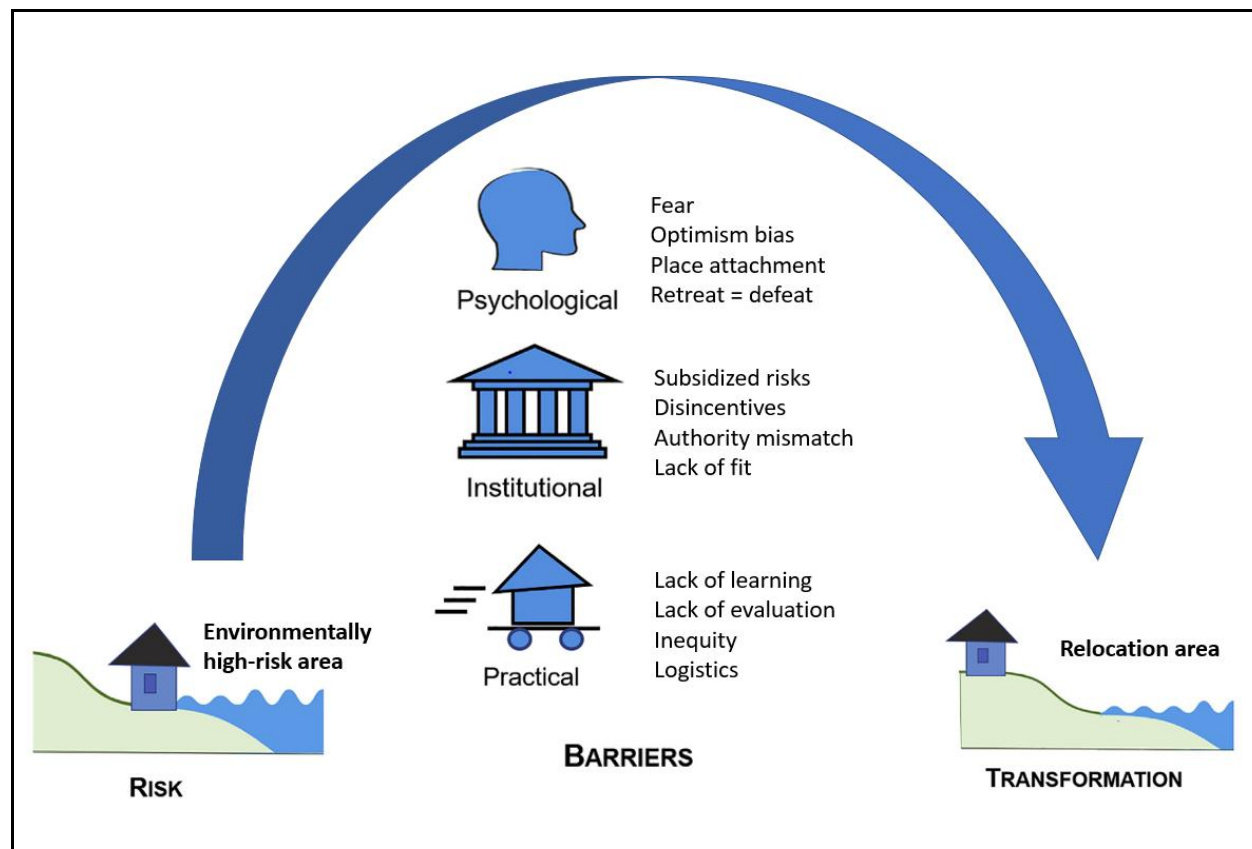 Fear
Optimism bias
Place attachment
Retreat = defeat
Psychological
Subsidized risks
Disincentives
Authority mismatch
Lack of fit
Institutional
Lack of learning
Lack of evaluation
Inequity
Logistics
Practical
Environmentally
high-risk area
Relocation area
RISK
BARRIERS
TRANSFORMATION